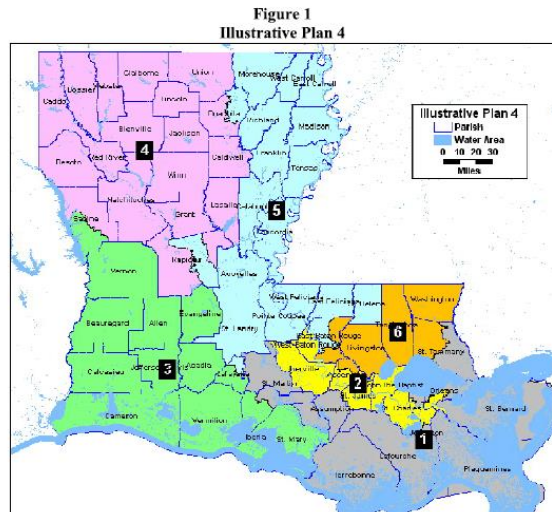 Figure 1
Illustrative Plan 4
Illustrative Plan 4
Parish
Water Area
0 10 20 30
Miles
Claiborne
Union
Morehouse
West Carroll
East Carroll
Webster
Bossier
Caddo
Lincoln
Ouachita
Richland
Madison
Bienville
Jackson
4
Franklin
Tensas
Red River
Desoto
Caldwell
Winn
Natchitoches
Lasalle
Catahoula
5
Concordia
Grant
Sabine
Rapides
Avoyelles
Vernon
Evangeline
West Feliciana
East Feliciana
St. Helena
Washington
Tangipahoa
6
Beauregard
Allen
St. Landry
Pointe Coupee
East Baton Rouge
West Baton Rouge
Livingston
St. Tammany
Calcasieu
Jefferson Davis
3
Acadia
Lafayette
Iberville
2
St. Martin
St. James
Orleans
Cameron
Vermilion
Assumption
St. Charles
St. Bernard
Iberia
St. Mary
1
Lafourche
Terrebonne
Plaquemines